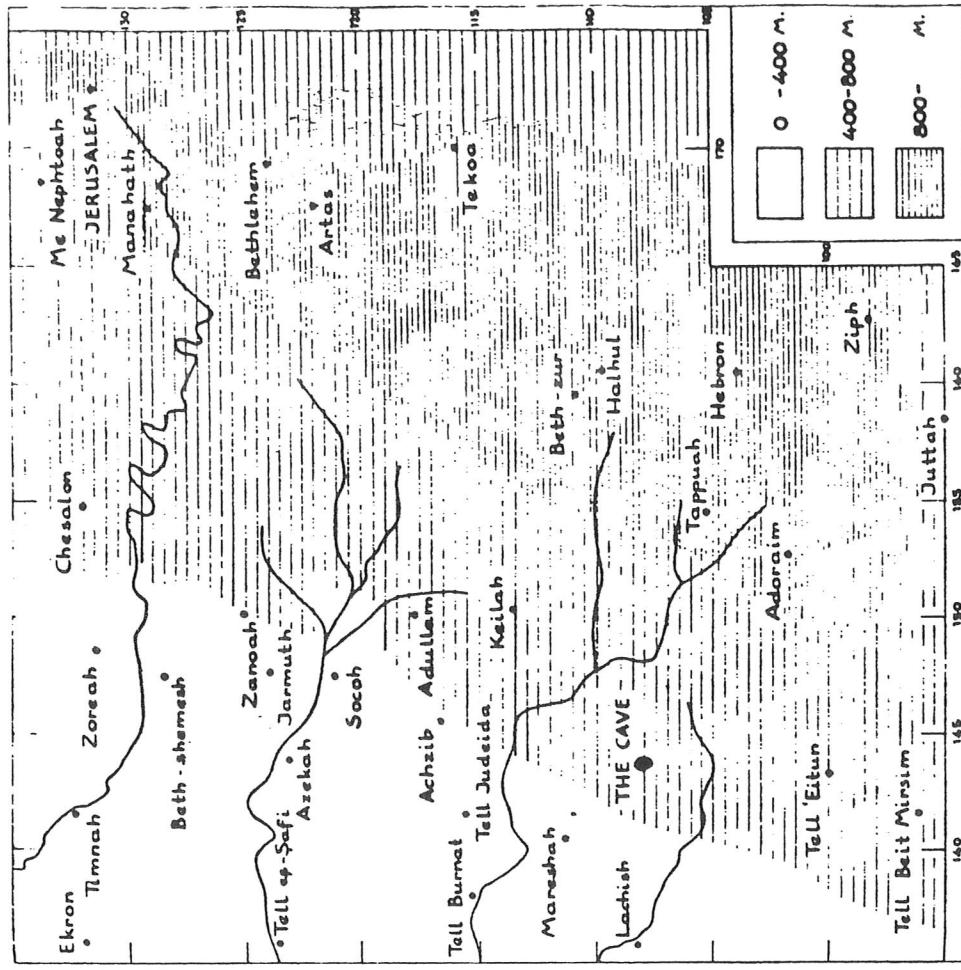 Me Nephtoah
Ekron
Chesalon
JERUSALEM
Timnah
Zoreah
Manahath
130
Beth-shemesh
125
Zanoah
Bethlehem
Tell eṣ-Ṣafi
Jarmuth
Azekah
Artas
Socoh
120
Achzib
Adullem
Tell Burnat
Tekoa
Tell Judeida
115
Keilah
Mareshah
Beth-zur
110
Lachish
THE CAVE
Halhul
Tappuah
105
Hebron
Adoraim
Tell 'Eitun
100
Ziph
Tell Beit Mirsim
Juttah
140
145
150
155
160
165
170
0 -400 M.
400-800 M.
800- M.